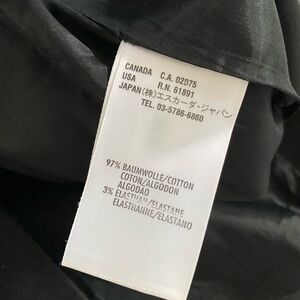 CANADA C.A. 02975
USA R.N. 61891
JAPAN (株)エスカーダ・ジャパン
TEL. 03-5786-6860
97% BAUMWOLLE/COTTON
COTON/ALGODON
ALGODAO
3% ELASTHAN/ELASTANE
ELASTHANNE/ELASTANO